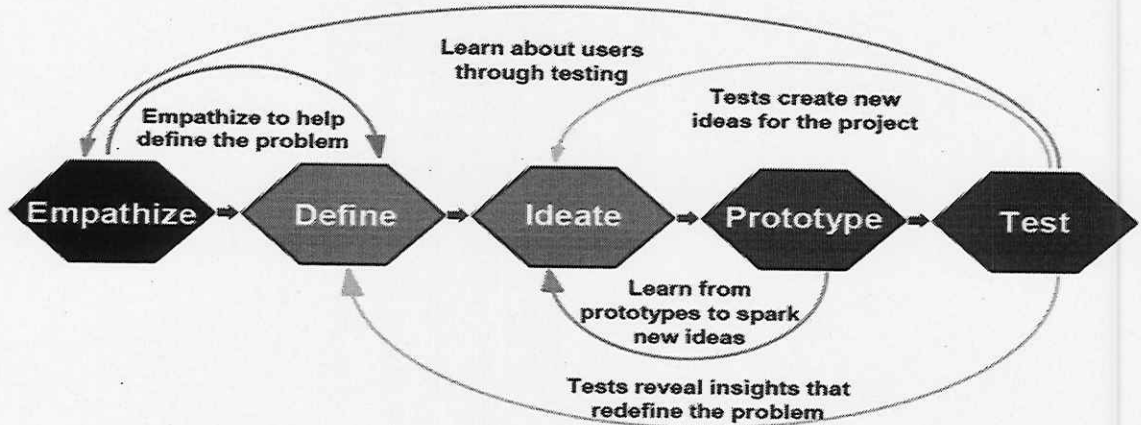 Learn about users
through testing
Tests create new
ideas for the project
Empathize to help
define the problem
Empathize
Define
Ideate
Prototype
Test
Learn from
prototypes to spark
new ideas
Tests reveal insights that
redefine the problem